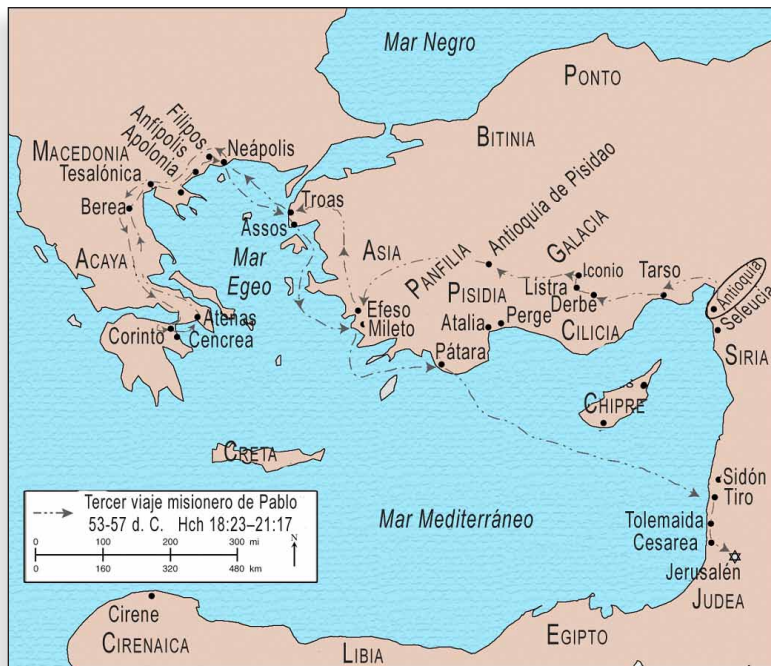 Mar Negro
PONTO
BITINIA
Filipos
Anfípolis
Apolonia
Neápolis
MACEDONIA
Tesalónica
Berea
Troas
Assos
ACAYA
Mar
Egeo
ASIA
PANFILIA
Antioquía de Pisidao
GALACIA
Iconio
Listra
Derbe
Tarso
Antioquía
Seleucia
PISIDIA
Efeso
Mileto
Atalia
Perge
CILICIA
SIRIA
Atenas
Corinto
Cencrea
Pátara
CHIPRE
CRETA
Tercer viaje misionero de Pablo
53-57 d. C. Hch 18:23–21:17
0 100 200 300 mi
0 160 320 480 km
N
Mar Mediterráneo
Sidón
Tiro
Tolemaida
Cesarea
Jerusalén
JUDEA
Cirene
CIRENAICA
LIBIA
EGIPTO